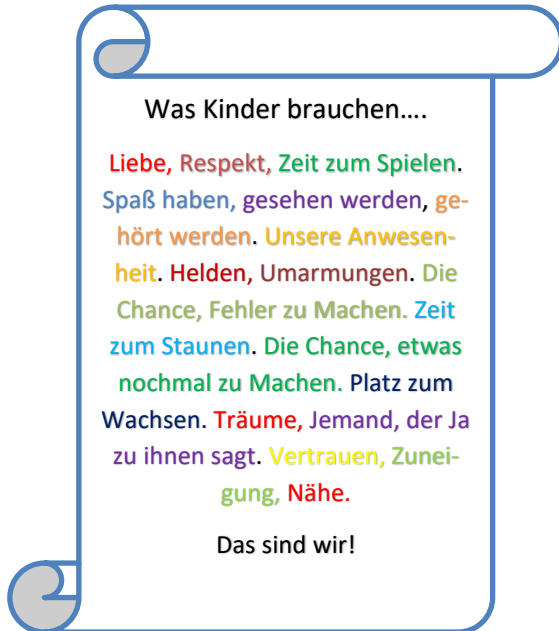 Was Kinder brauchen....
Liebe, Respekt, Zeit zum Spielen.
Spaß haben, gesehen werden, ge-
hört werden. Unsere Anwesen-
heit. Helden, Umarmungen. Die
Chance, Fehler zu Machen. Zeit
zum Staunen. Die Chance, etwas
nochmal zu Machen. Platz zum
Wachsen. Träume, Jemand, der Ja
zu ihnen sagt. Vertrauen, Zunei-
gung, Nähe.
Das sind wir!